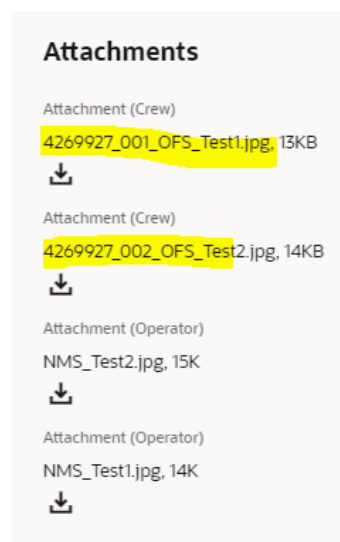 Attachments
Attachment (Crew)
4269927_001_OFS_Test1.jpg, 13KB
Attachment (Crew)
4269927_002_OFS_Test2.jpg, 14KB
Attachment (Operator)
NMS_Test2.jpg, 15K
Attachment (Operator)
NMS_Test1.jpg, 14K